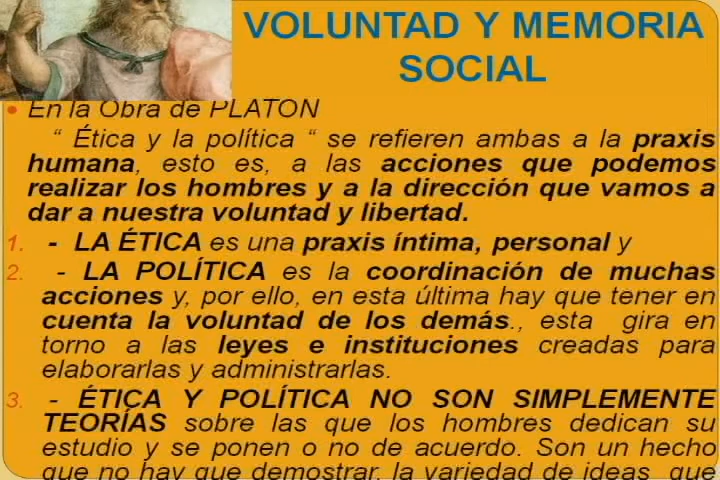 VOLUNTAD Y MEMORIA
SOCIAL
• En la Obra de PLATON
“ Ética y la política “ se refieren ambas a la praxis
humana, esto es, a las acciones que podemos
realizar los hombres y a la dirección que vamos a
dar a nuestra voluntad y libertad.
1. - LA ÉTICA es una praxis íntima, personal y
2. - LA POLÍTICA es la coordinación de muchas
acciones y, por ello, en esta última hay que tener en
cuenta la voluntad de los demás., esta gira en
torno a las leyes e instituciones creadas para
elaborarlas y administrarlas.
3. - ÉTICA Y POLÍTICA NO SON SIMPLEMENTE
TEORÍAS sobre las que los hombres dedican su
estudio y se ponen o no de acuerdo. Son un hecho
que no hay que demostrar, la variedad de ideas que